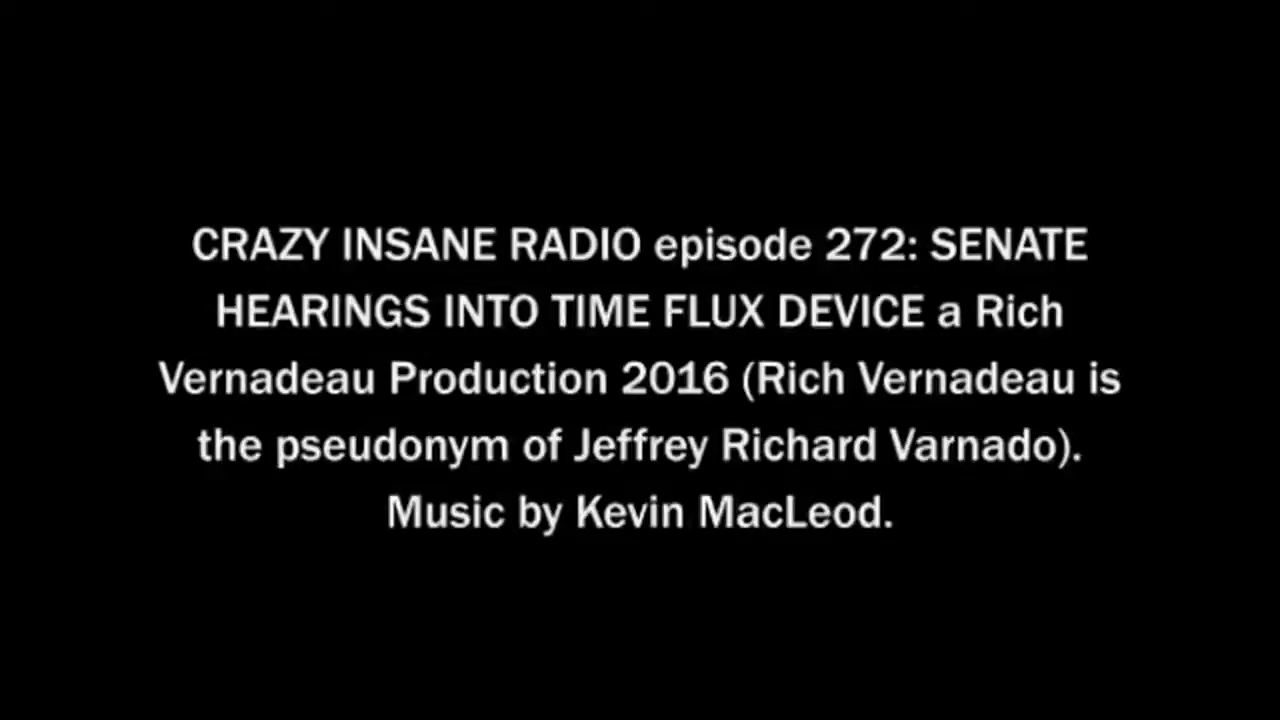 CRAZY INSANE RADIO episode 272: SENATE
HEARINGS INTO TIME FLUX DEVICE a Rich
Vernadeau Production 2016 (Rich Vernadeau is
the pseudonym of Jeffrey Richard Varnado).
Music by Kevin MacLeod.